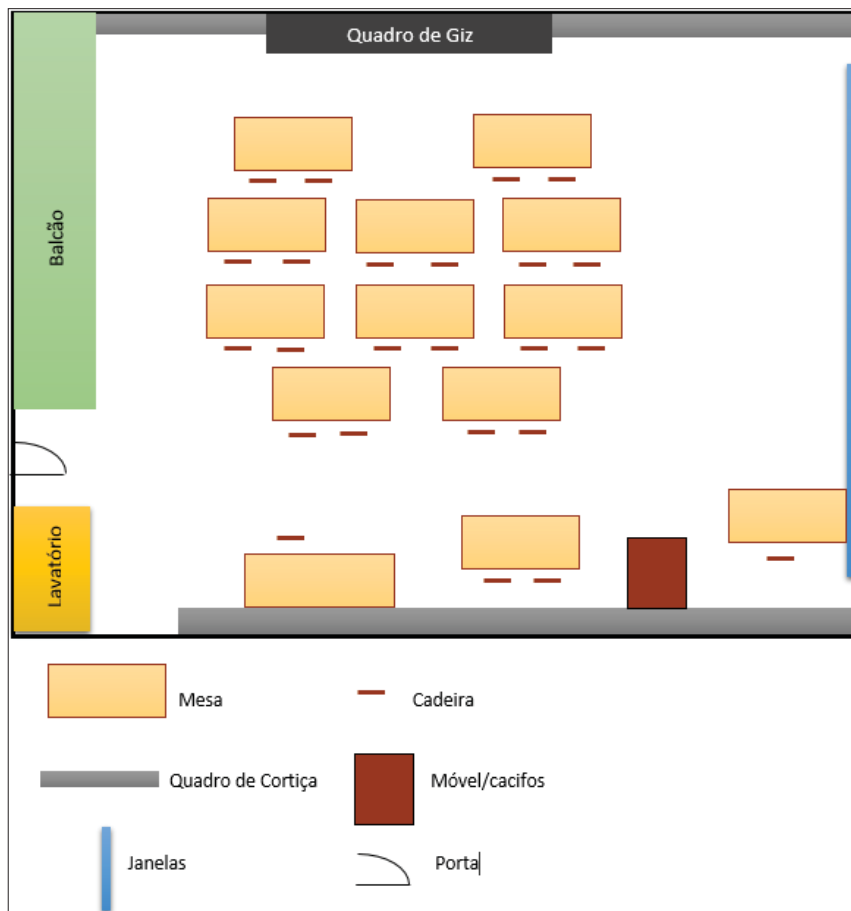 Quadro de Giz
Balcão
Lavatório
Mesa
Cadeira
Quadro de Cortiça
Móvel/cacifos
Janelas
Porta